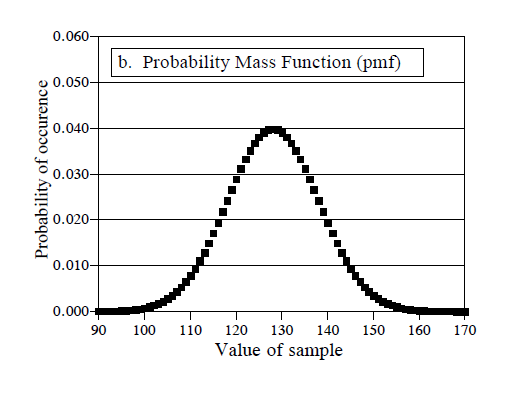 0.060
b. Probability Mass Function (pmf)
0.050
0.040
0.030
0.020
0.010
0.000
Probability of occurence
90 100 110 120 130 140 150 160 170
Value of sample